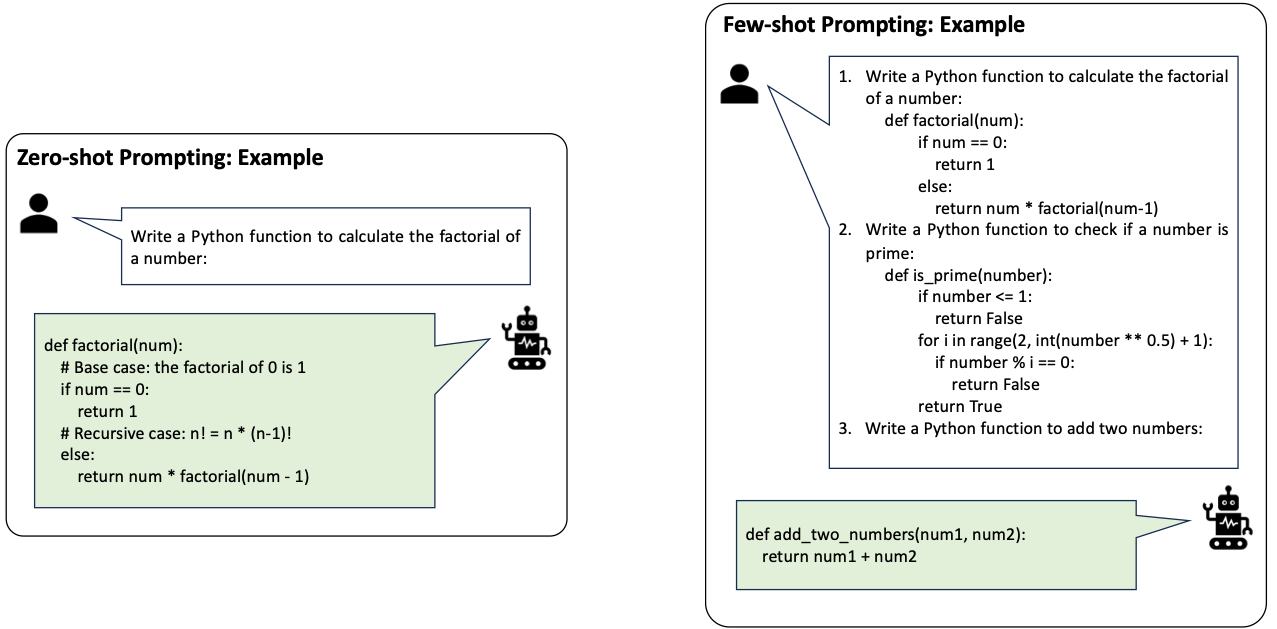 Zero-shot Prompting: Example
Write a Python function to calculate the factorial of
a number:
def factorial(num):
# Base case: the factorial of 0 is 1
if num == 0:
return 1
# Recursive case: n! = n * (n-1)!
else:
return num * factorial(num - 1)
Few-shot Prompting: Example
1. Write a Python function to calculate the factorial
of a number:
def factorial(num):
if num == 0:
return 1
else:
return num * factorial(num-1)
2. Write a Python function to check if a number is
prime:
def is_prime(number):
if number <= 1:
return False
for i in range(2, int(number ** 0.5) + 1):
if number % i == 0:
return False
return True
3. Write a Python function to add two numbers:
def add_two_numbers(num1, num2):
return num1 + num2